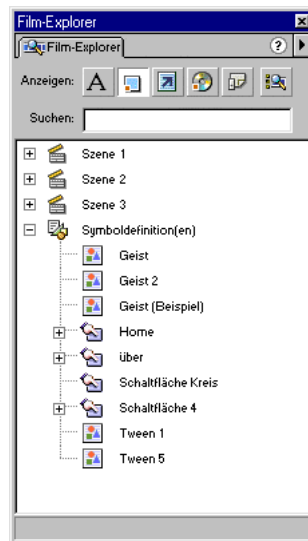 Film-Explorer
Film-Explorer
Anzeigen: A
Suchen:
Szene 1
Szene 2
Szene 3
Symboldefinition(en)
Geist
Geist 2
Geist (Beispiel)
Home
über
Schaltfläche Kreis
Schaltfläche 4
Tween 1
Tween 5